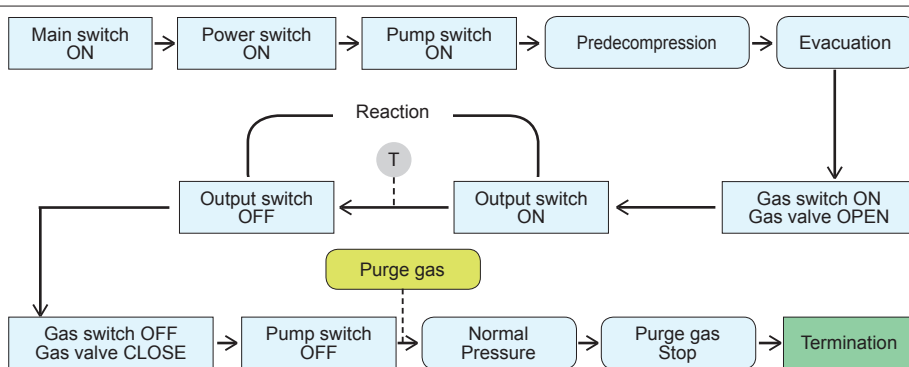 Main switch
ON
Power switch
ON
Pump switch
ON
Predecompression
Evacuation
Reaction
T
Output switch
OFF
Output switch
ON
Gas switch ON
Gas valve OPEN
Purge gas
Gas switch OFF
Gas valve CLOSE
Pump switch
OFF
Normal
Pressure
Purge gas
Stop
Termination